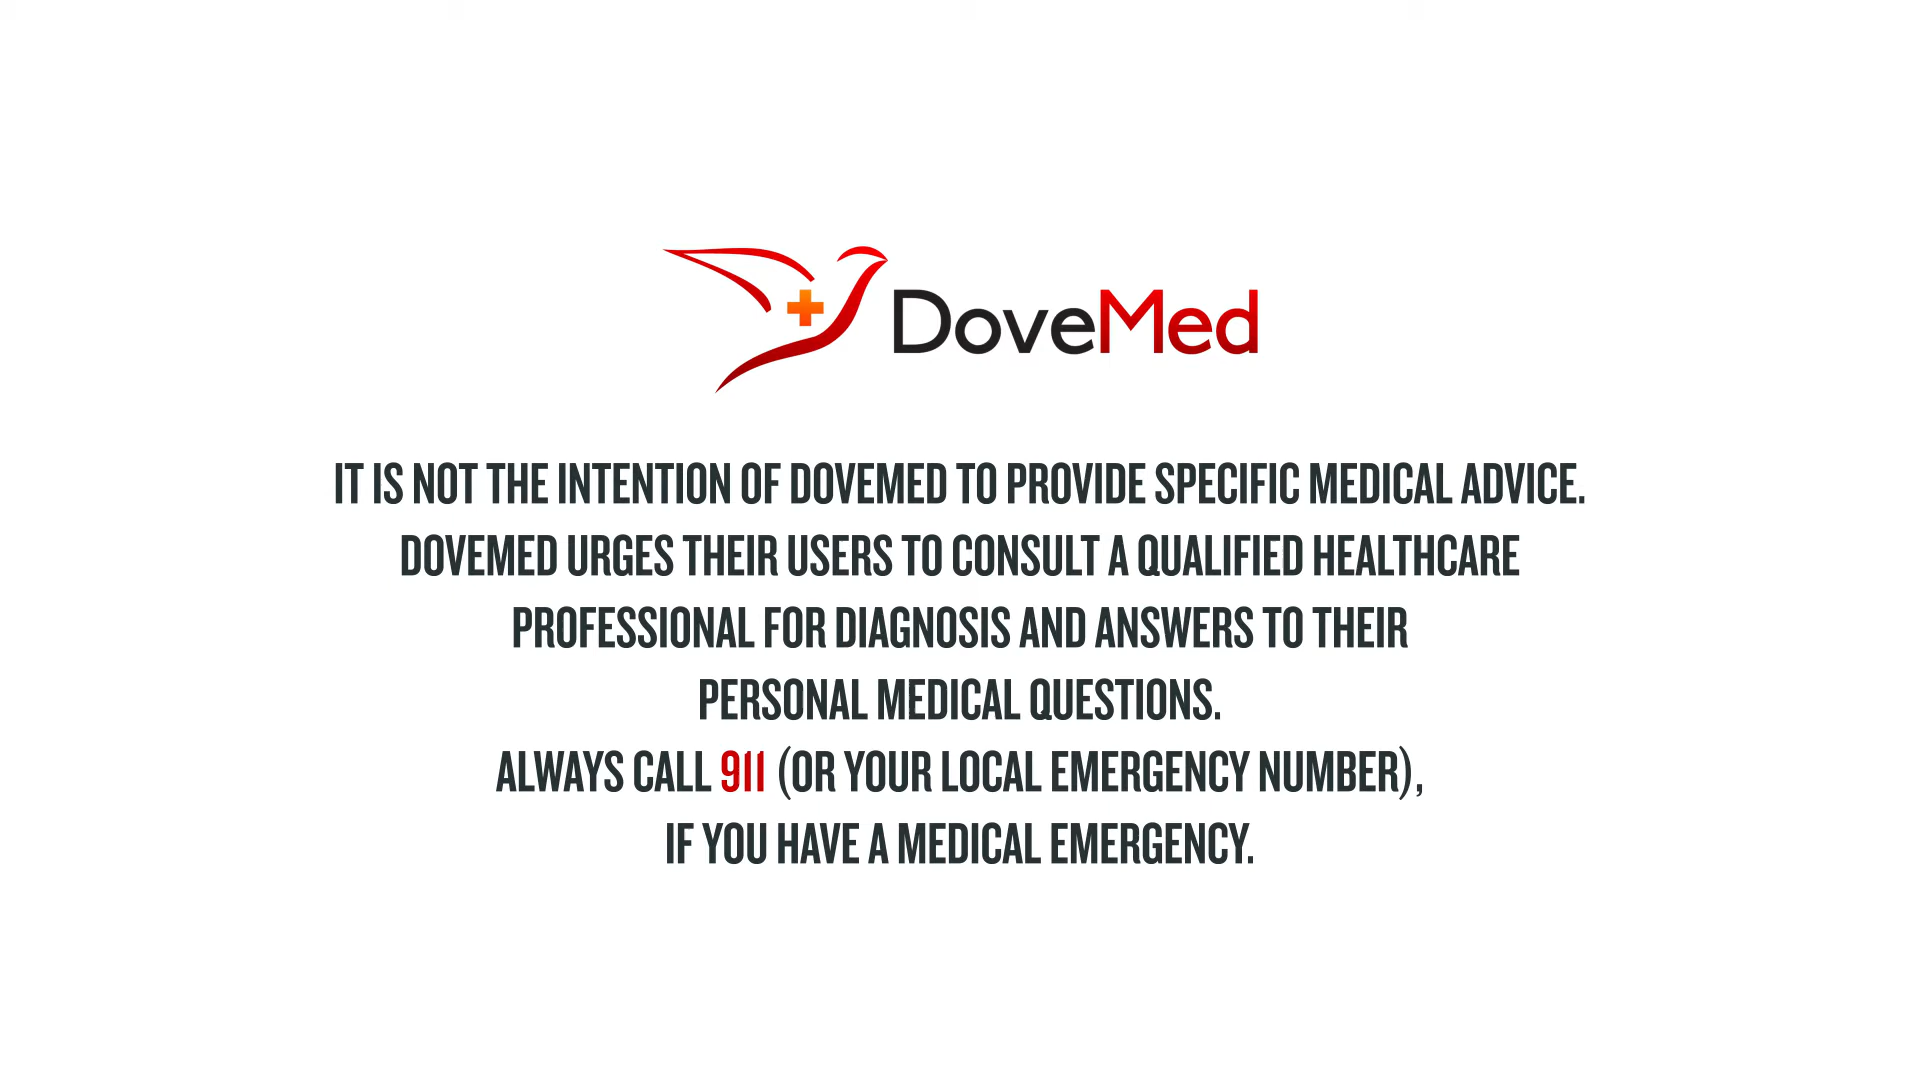 DoveMed
IT IS NOT THE INTENTION OF DOVEMED TO PROVIDE SPECIFIC MEDICAL ADVICE.
DOVEMED URGES THEIR USERS TO CONSULT A QUALIFIED HEALTHCARE
PROFESSIONAL FOR DIAGNOSIS AND ANSWERS TO THEIR
PERSONAL MEDICAL QUESTIONS.
ALWAYS CALL 911 (OR YOUR LOCAL EMERGENCY NUMBER),
IF YOU HAVE A MEDICAL EMERGENCY.